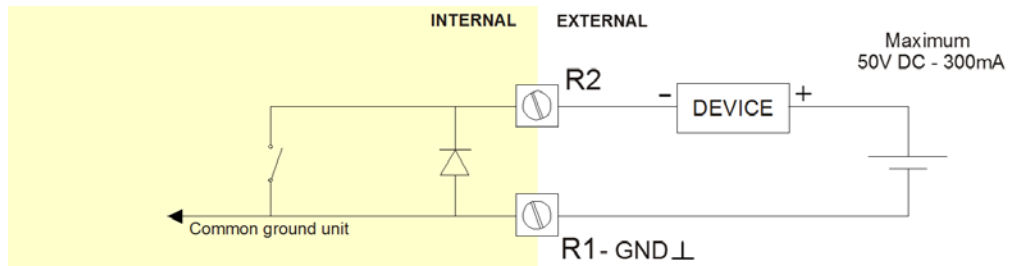 INTERNAL EXTERNAL
Maximum
50V DC - 300mA
R2
- DEVICE +
Common ground unit
R1 - GND ⊥